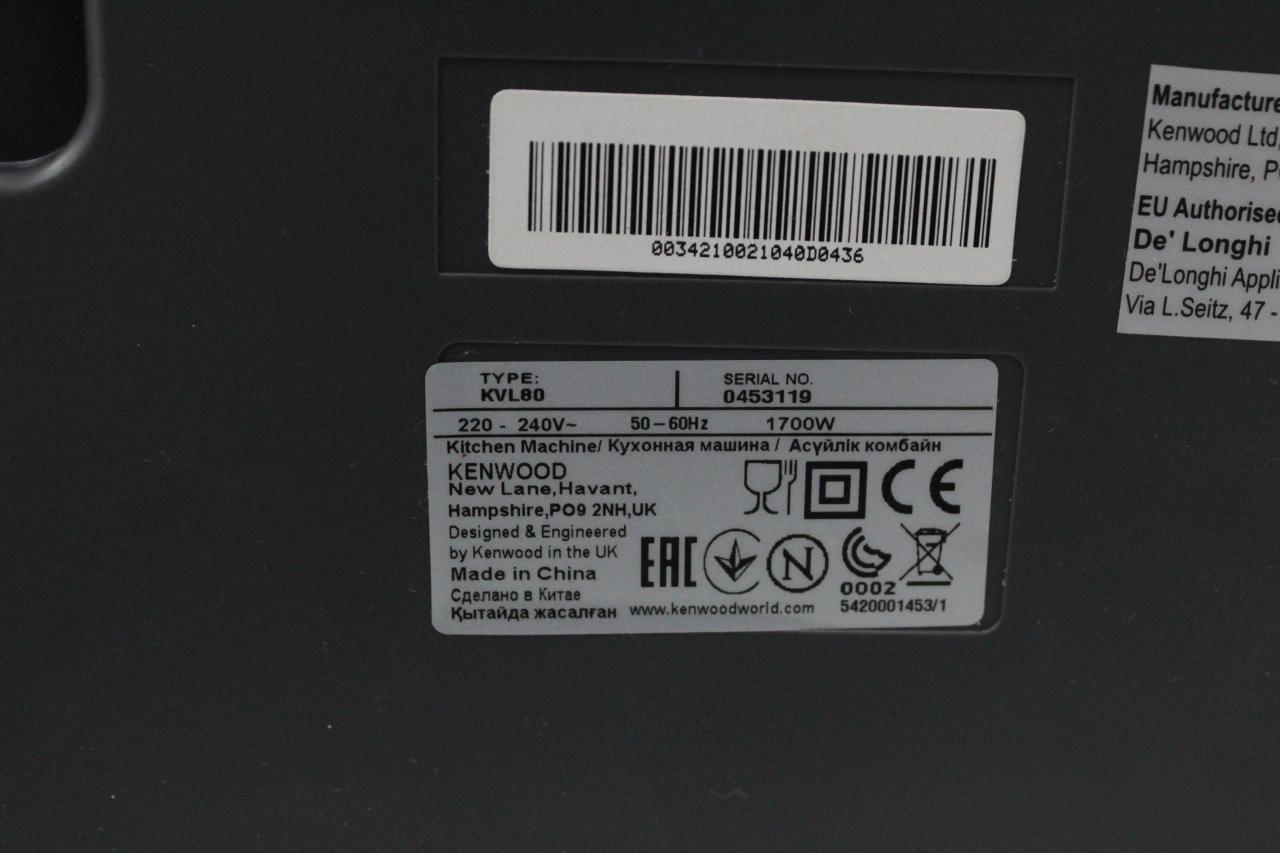 0034210021040D0436
Manufacture
Kenwood Ltd,
Hampshire, P
EU Authorise
De' Longhi
De'Longhi Appli
Via L.Seitz, 47 -
TYPE: SERIAL NO.
KVL80 0453119
220 - 240V~ 50-60Hz 1700W
Kitchen Machine/ Кухонная машина / Асүйлік комбайн
KENWOOD
New Lane,Havant,
Hampshire,PO9 2NH,UK
Designed & Engineered
by Kenwood in the UK
Made in China
Сделано в Китае
Қытайда жасалған
CE
EAC
N
0002
www.kenwoodworld.com 5420001453/1